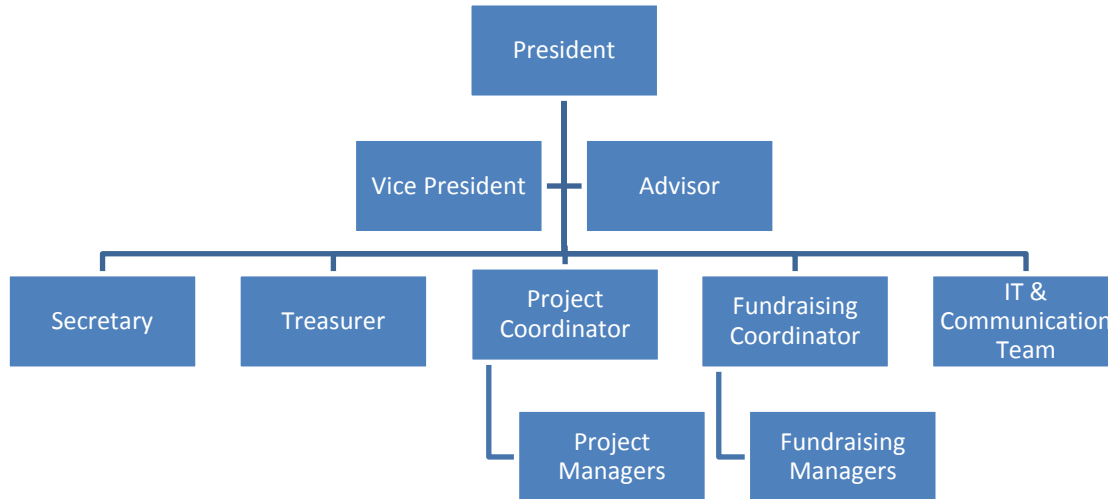 President
Vice President
Advisor
Secretary
Treasurer
Project
Coordinator
Fundraising
Coordinator
IT &
Communication
Team
Project
Managers
Fundraising
Managers